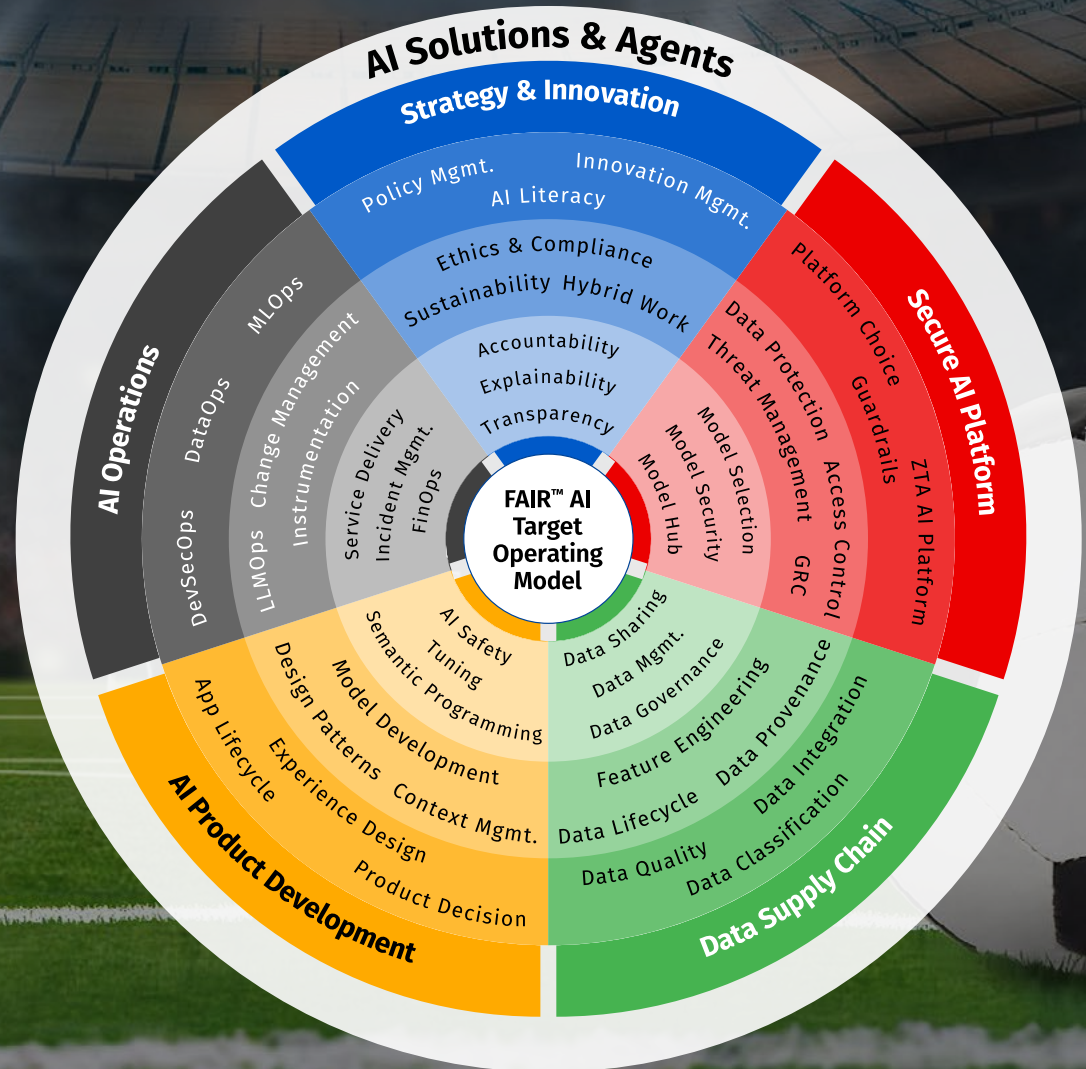 AI Solutions & Agents
Strategy & Innovation
Policy Mgmt.
Innovation Mgmt.
AI Literacy
Ethics & Compliance
Sustainability
Hybrid Work
Accountability
Explainability
Transparency
Secure AI Platform
Platform Choice
Guardrails
ZTA AI Platform
Data Protection
Threat Management
Access Control
GRC
Model Selection
Model Security
Model Hub
Data Supply Chain
Data Sharing
Data Mgmt.
Data Governance
Feature Engineering
Data Provenance
Data Lifecycle
Data Integration
Data Classification
Data Quality
AI Product Development
AI Safety
Tuning
Semantic Programming
Model Development
Design Patterns
Context Mgmt.
App Lifecycle
Experience Design
Product Decision
AI Operations
MLOps
DataOps
DevSecOps
Change Management
Instrumentation
LLMOps
Service Delivery
Incident Mgmt.
FinOps
FAIR™ AI
Target
Operating
Model